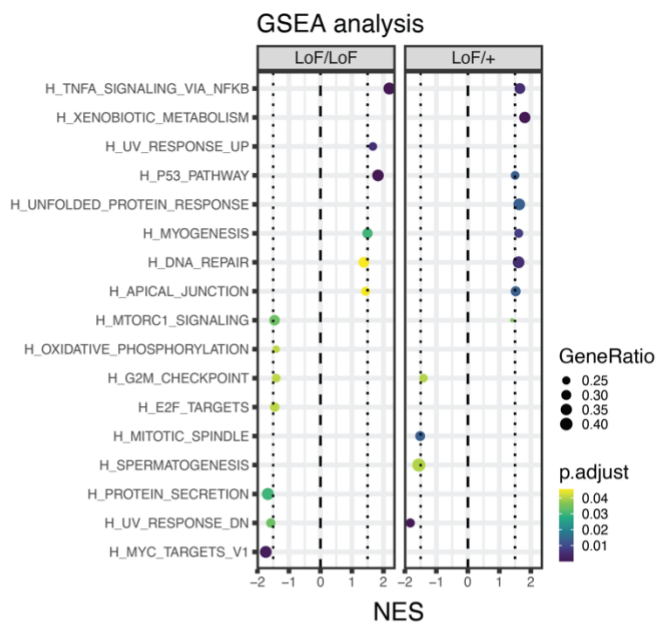 GSEA analysis
LoF/LoF LoF/+
H_TNFA_SIGNALING_VIA_NFKB
H_XENOBIOTIC_METABOLISM
H_UV_RESPONSE_UP
H_P53_PATHWAY
H_UNFOLDED_PROTEIN_RESPONSE
H_MYOGENESIS
H_DNA_REPAIR
H_APICAL_JUNCTION
H_MTORC1_SIGNALING
H_OXIDATIVE_PHOSPHORYLATION
H_G2M_CHECKPOINT
H_E2F_TARGETS
H_MITOTIC_SPINDLE
H_SPERMATOGENESIS
H_PROTEIN_SECRETION
H_UV_RESPONSE_DN
H_MYC_TARGETS_V1
−2 −1 0 1 2 −2 −1 0 1 2
NES
GeneRatio
0.25
0.30
0.35
0.40
p.adjust
0.04
0.03
0.02
0.01